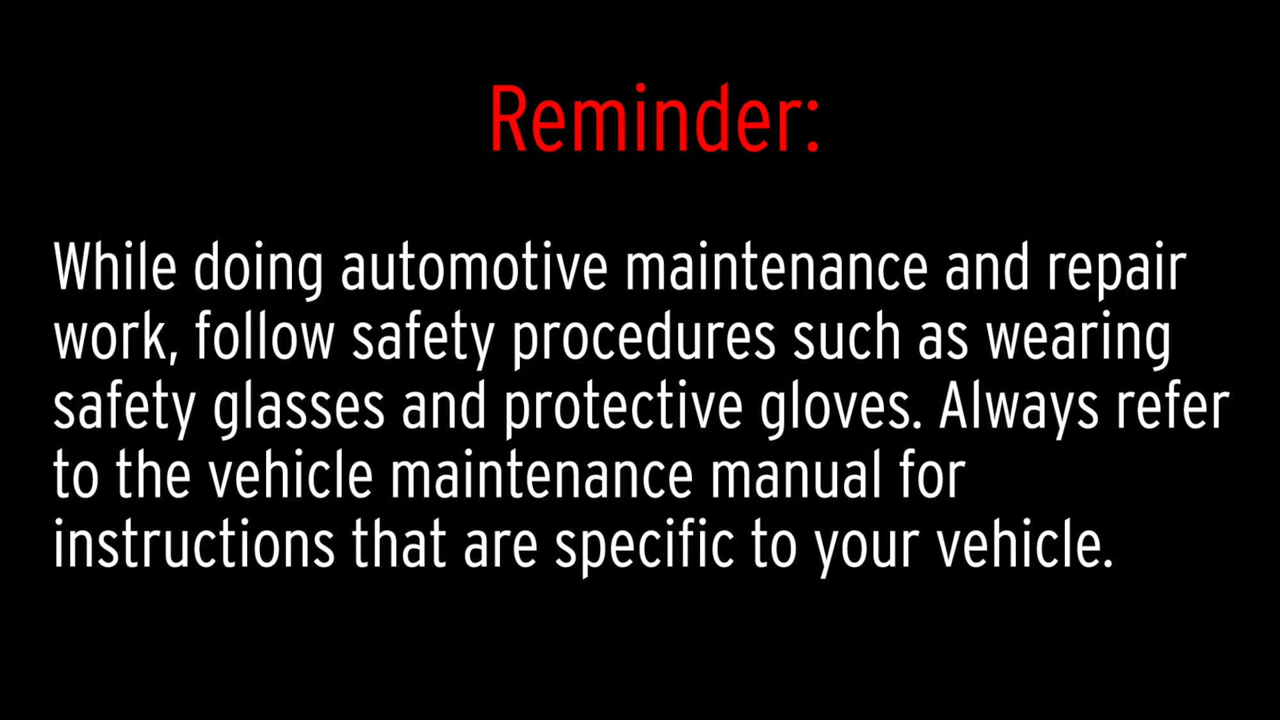 Reminder:
While doing automotive maintenance and repair
work, follow safety procedures such as wearing
safety glasses and protective gloves. Always refer
to the vehicle maintenance manual for
instructions that are specific to your vehicle.